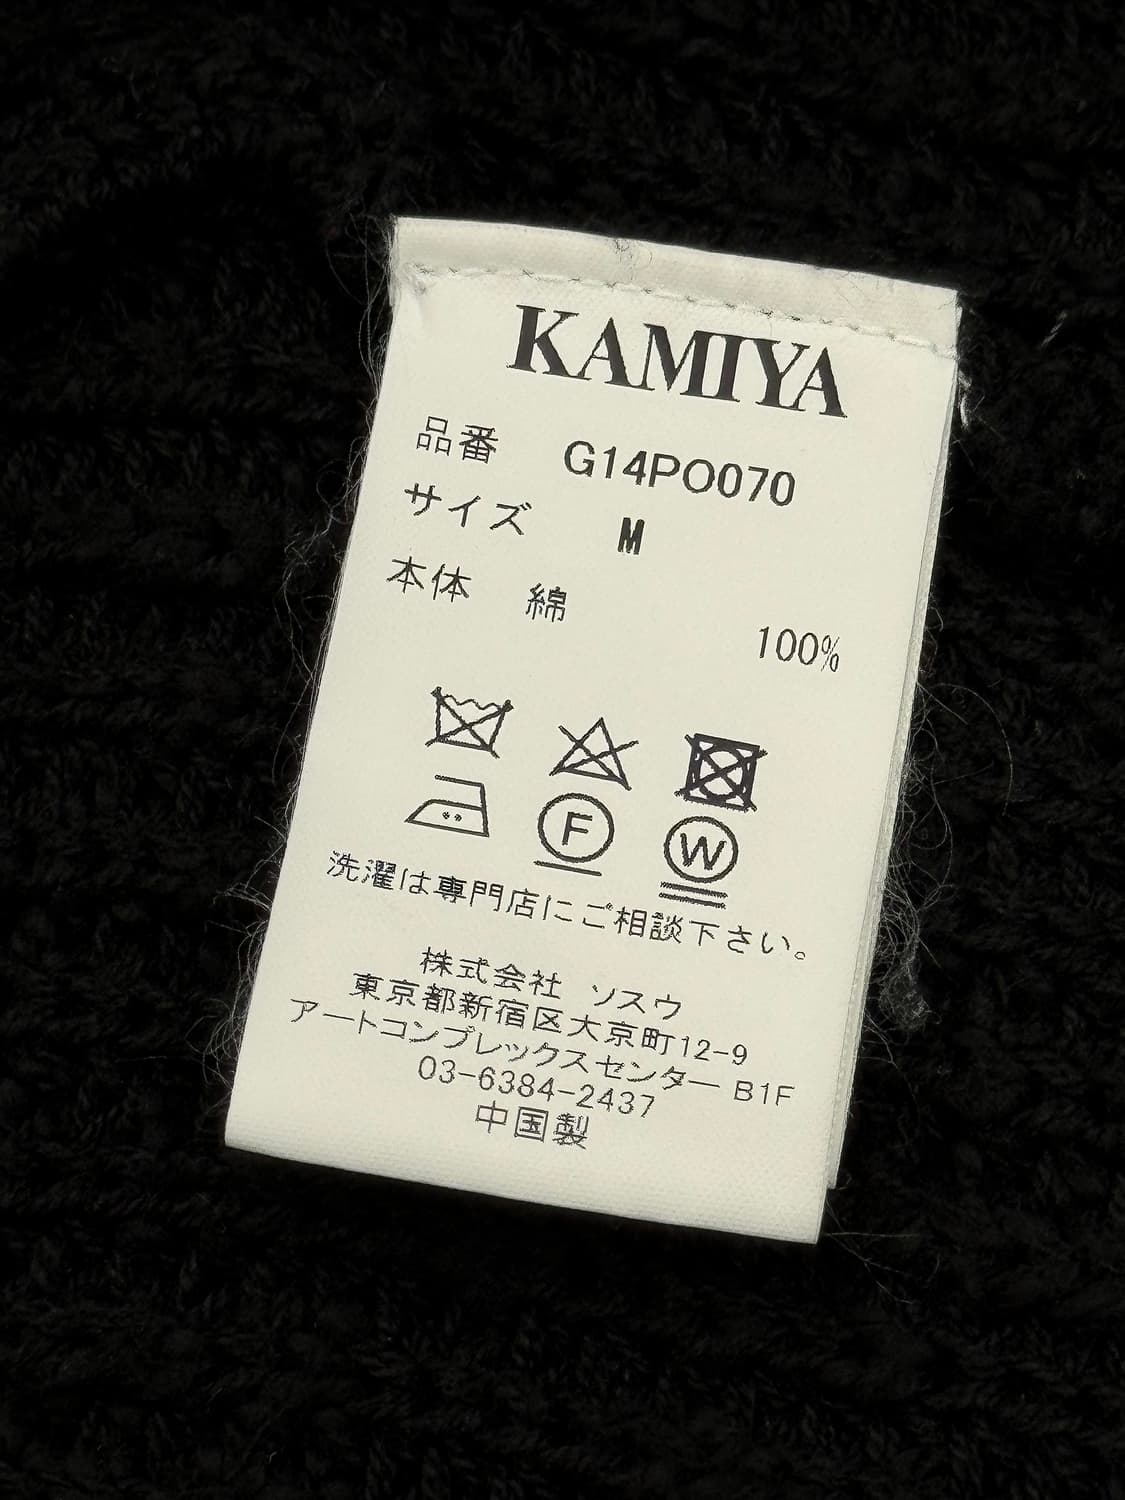 KAMIYA
品番 G14PO070
サイズ M
本体 綿 100%
F W
洗濯は専門店にご相談下さい。
株式会社 ソスウ
東京都新宿区大京町12-9
アートコンプレックスセンター B1F
03-6384-2437
中国製